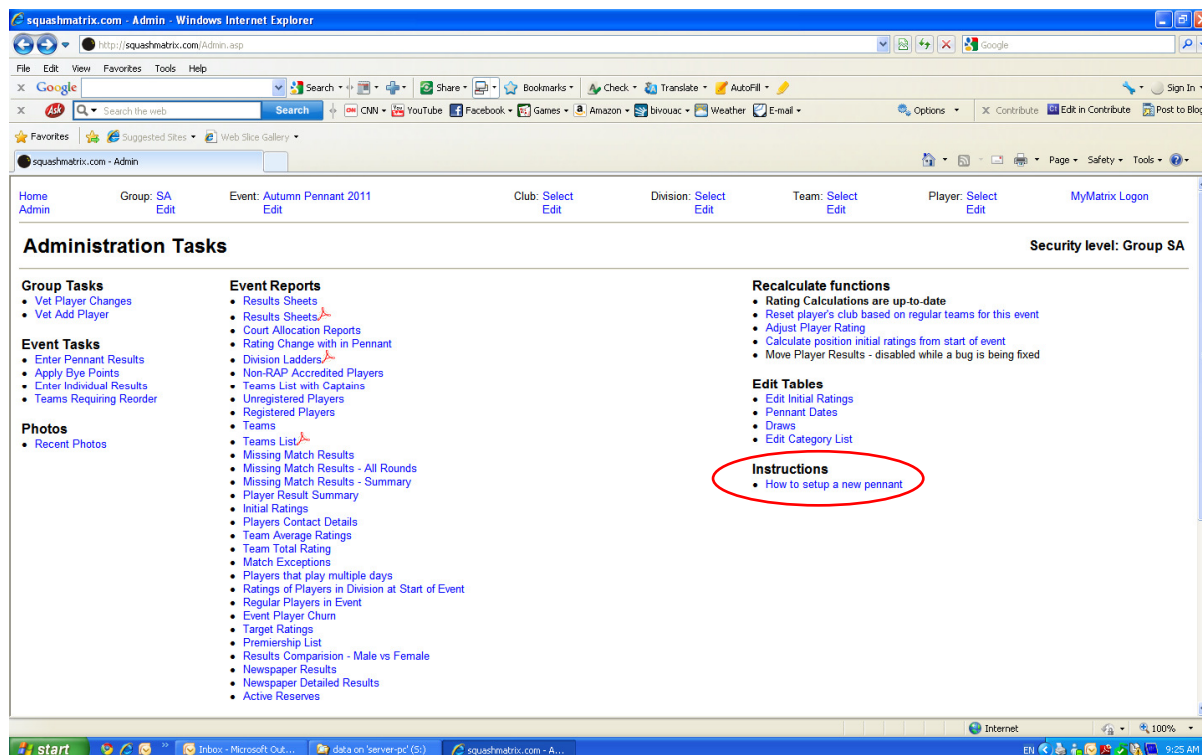 squashmatrix.com - Admin - Windows Internet Explorer
http://squashmatrix.com/Admin.asp
Google
File Edit View Favorites Tools Help
x Google Search Share Bookmarks Check Translate AutoFill Sign In
x Ask Search the web Search CNN YouTube Facebook Games Amazon bivouac Weather E-mail Options x Contribute Edit in Contribute Post to Blog
Favorites Suggested Sites Web Slice Gallery
squashmatrix.com - Admin Page Safety Tools
Home Group: SA Event: Autumn Pennant 2011 Club: Select Division: Select Team: Select Player: Select MyMatrix Logon
Admin Edit Edit Edit Edit Edit Edit
Administration Tasks
Security level: Group SA
Group Tasks
• Vet Player Changes
• Vet Add Player
Event Tasks
• Enter Pennant Results
• Apply Bye Points
• Enter Individual Results
• Teams Requiring Reorder
Photos
• Recent Photos
Event Reports
• Results Sheets
• Results Sheets
• Court Allocation Reports
• Rating Change with in Pennant
• Division Ladders
• Non-RAP Accredited Players
• Teams List with Captains
• Unregistered Players
• Registered Players
• Teams
• Teams List
• Missing Match Results
• Missing Match Results - All Rounds
• Missing Match Results - Summary
• Player Result Summary
• Initial Ratings
• Players Contact Details
• Team Average Ratings
• Team Total Rating
• Match Exceptions
• Players that play multiple days
• Ratings of Players in Division at Start of Event
• Regular Players in Event
• Event Player Churn
• Target Ratings
• Premiership List
• Results Comparision - Male vs Female
• Newspaper Results
• Newspaper Detailed Results
• Active Reserves
Recalculate functions
• Rating Calculations are up-to-date
• Reset player's club based on regular teams for this event
• Adjust Player Rating
• Calculate position initial ratings from start of event
• Move Player Results - disabled while a bug is being fixed
Edit Tables
• Edit Initial Ratings
• Pennant Dates
• Draws
• Edit Category List
Instructions
• How to setup a new pennant
Internet 100%
start Inbox - Microsoft Out... data on 'server-pc' (S:) squashmatrix.com - A... EN 9:25 AM